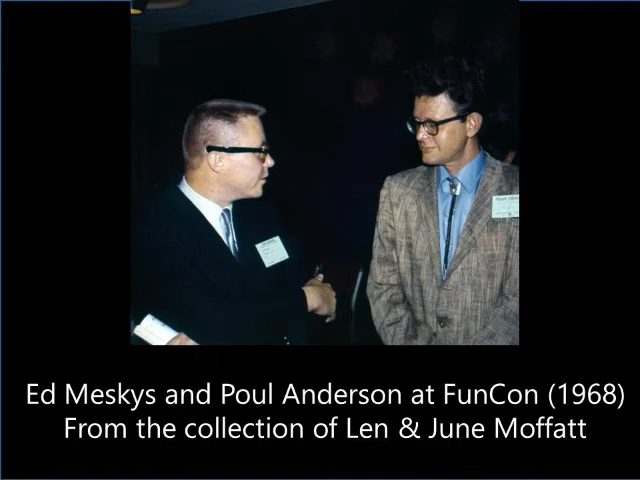 Ed Meskys and Poul Anderson at FunCon (1968)
From the collection of Len & June Moffatt